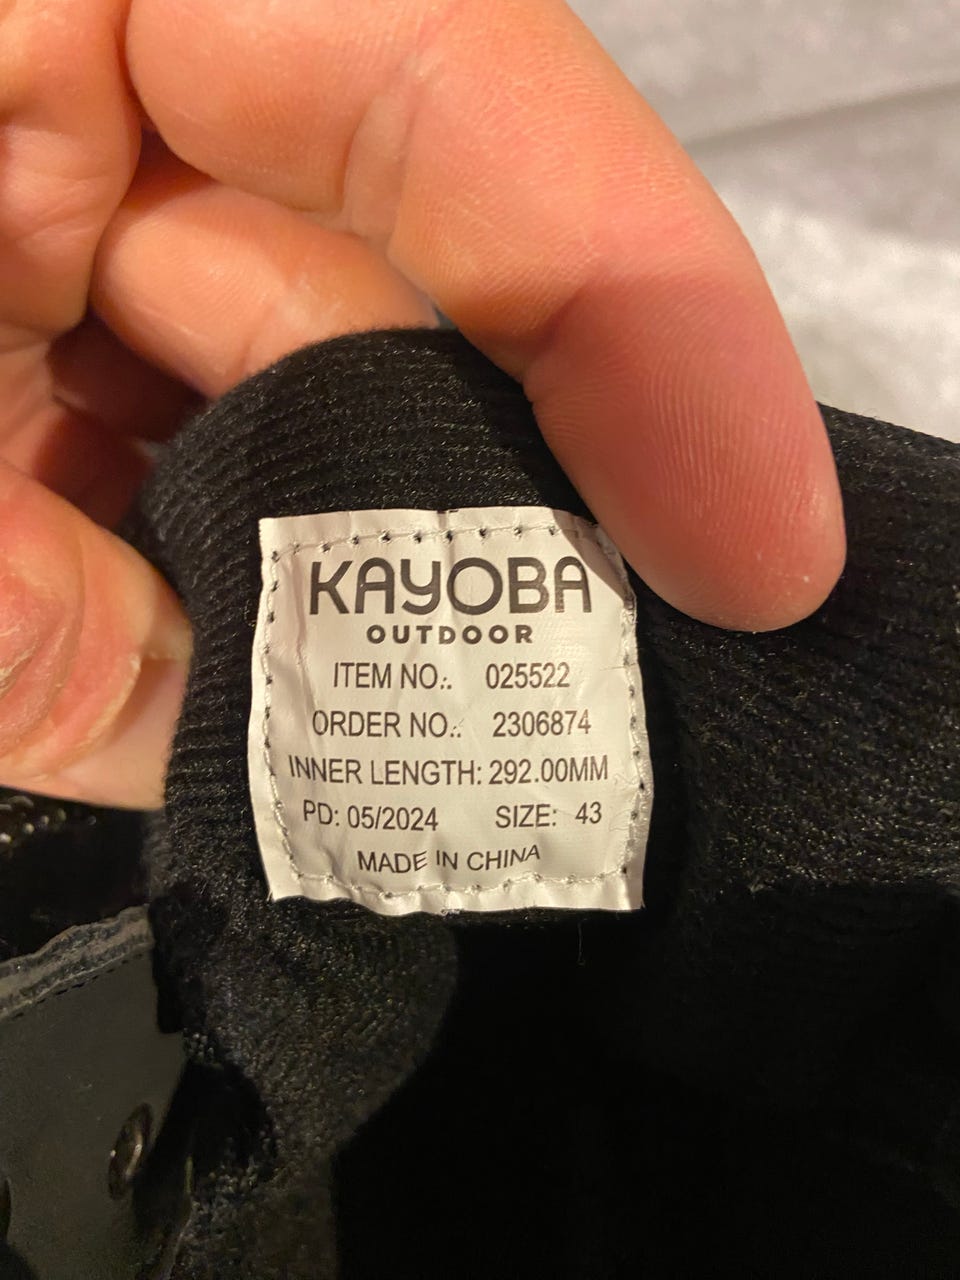 KAYOBA
OUTDOOR
ITEM NO.: 025522
ORDER NO.: 2306874
INNER LENGTH: 292.00MM
PD: 05/2024 SIZE: 43
MADE IN CHINA